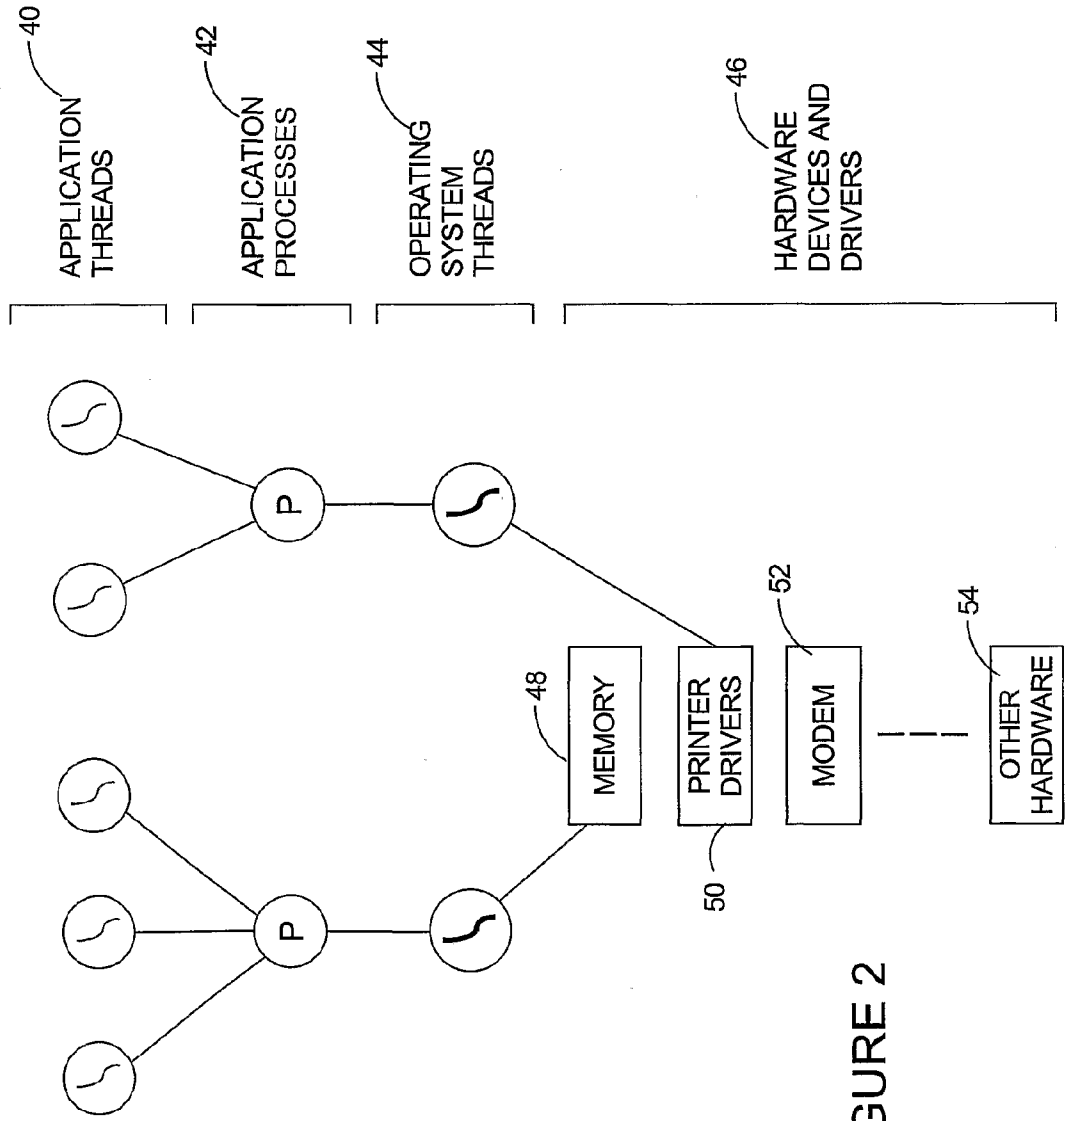 40
APPLICATION
THREADS
42
APPLICATION
PROCESSES
44
OPERATING
SYSTEM
THREADS
46
HARDWARE
DEVICES AND
DRIVERS
P
P
48
MEMORY
50
PRINTER
DRIVERS
52
MODEM
54
OTHER
HARDWARE
GURE 2